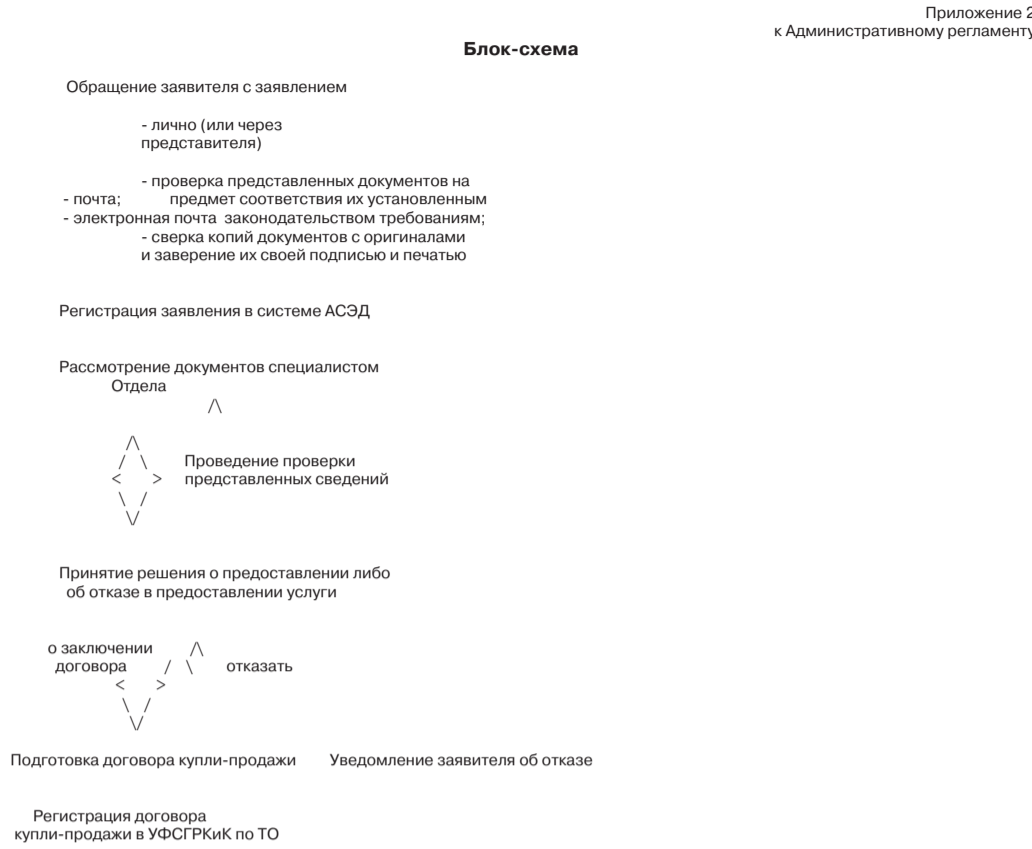 Приложение 2
к Административному регламенту
Блок-схема
Обращение заявителя с заявлением
- лично (или через
представителя)
- проверка представленных документов на
- почта; предмет соответствия их установленным
- электронная почта законодательством требованиям;
- сверка копий документов с оригиналами
и заверение их своей подписью и печатью
Регистрация заявления в системе АСЭД
Рассмотрение документов специалистом
Отдела
/\
/\
/ \ Проведение проверки
< > представленных сведений
\ /
\/
Принятие решения о предоставлении либо
об отказе в предоставлении услуги
о заключении /\
договора / \ отказать
< >
\ /
\/
Подготовка договора купли-продажи Уведомление заявителя об отказе
Регистрация договора
купли-продажи в УФСГРКиК по ТО